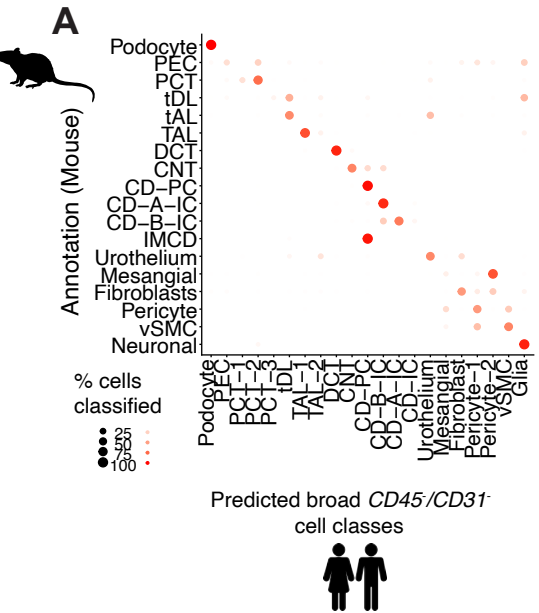 A
Annotation (Mouse)
Podocyte
PEC
PCT
tDL
tAL
TAL
DCT
CNT
CD-PC
CD-A-IC
CD-B-IC
IMCD
Urothelium
Mesangial
Fibroblasts
Pericyte
vSMC
Neuronal
Podocyte
PEC
PCT-1
PCT-2
PCT-3
tDL
TAL-1
TAL-2
DCT
CNT
CD-PC
CD-B-IC
CD-A-IC
CD-IC
Urothelium
Mesangial
Fibroblast
Pericyte-1
Pericyte-2
vSMC
Glia
% cells
classified
25
50
75
100
Predicted broad CD45-/CD31-
cell classes